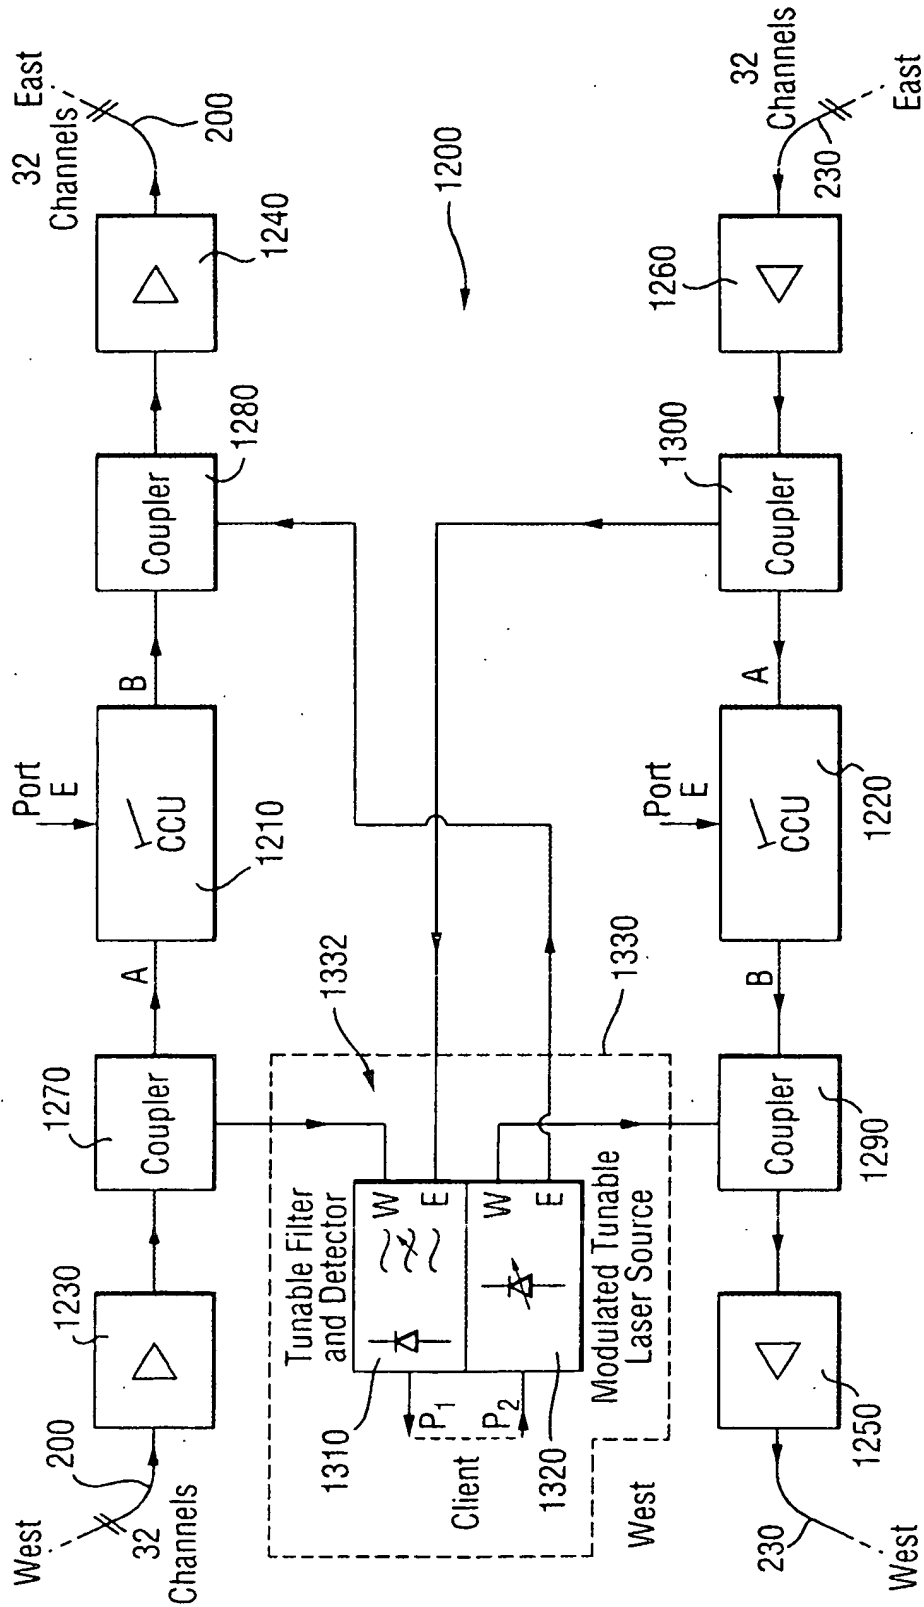 West
200
32
Channels
1230
1270
Coupler
A
Port
E
CCU
1210
B
Coupler
1280
1240
32
Channels
East
200
1200
Tunable Filter
and Detector
1332
1330
W
E
W
E
1310
P1
P2
Client
1320
Modulated Tunable
Laser Source
West
West
230
1250
Coupler
1290
B
Port
E
CCU
1220
A
Coupler
1300
1260
230
32
Channels
East